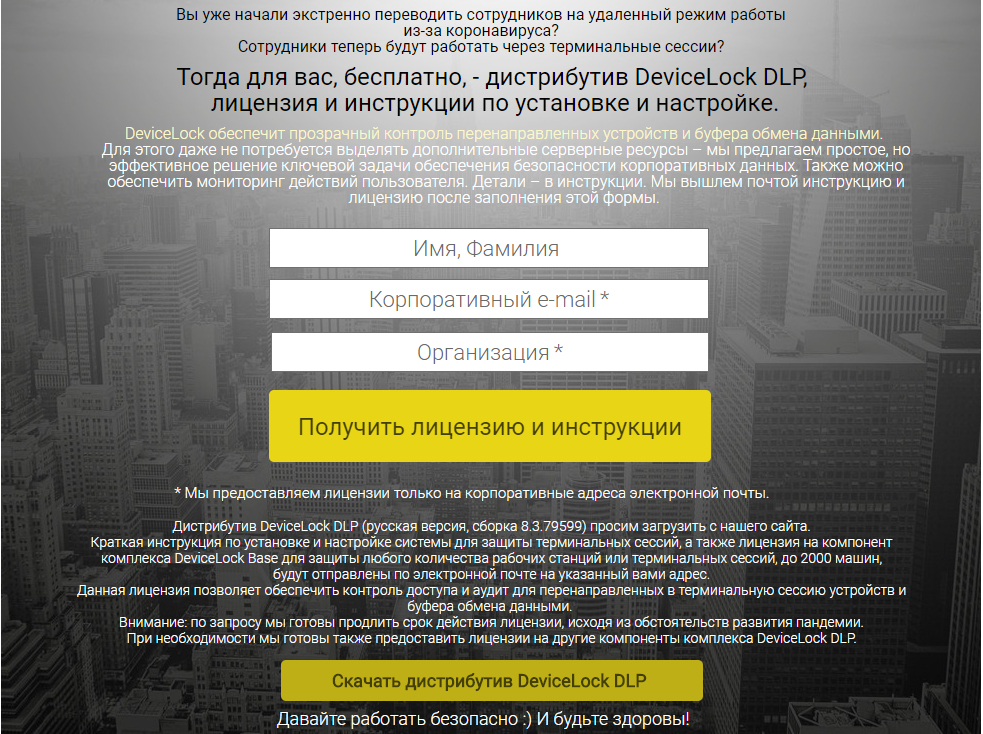 Вы уже начали экстренно переводить сотрудников на удаленный режим работы
из-за коронавируса?
Сотрудники теперь будут работать через терминальные сессии?
Тогда для вас, бесплатно, - дистрибутив DeviceLock DLP,
лицензия и инструкции по установке и настройке.
DeviceLock обеспечит прозрачный контроль перенаправленных устройств и буфера обмена данными.
Для этого даже не потребуется выделять дополнительные серверные ресурсы – мы предлагаем простое, но
эффективное решение ключевой задачи обеспечения безопасности корпоративных данных. Также можно
обеспечить мониторинг действий пользователя. Детали – в инструкции. Мы вышлем почтой инструкцию и
лицензию после заполнения этой формы.
Имя, Фамилия
Корпоративный e-mail *
Организация *
Получить лицензию и инструкции
* Мы предоставляем лицензии только на корпоративные адреса электронной почты.
Дистрибутив DeviceLock DLP (русская версия, сборка 8.3.79599) просим загрузить с нашего сайта.
Краткая инструкция по установке и настройке системы для защиты терминальных сессий, а также лицензия на компонент
комплекса DeviceLock Base для защиты любого количества рабочих станций или терминальных сессий, до 2000 машин,
будут отправлены по электронной почте на указанный вами адрес.
Данная лицензия позволяет обеспечить контроль доступа и аудит для перенаправленных в терминальную сессию устройств и
буфера обмена данными.
Внимание: по запросу мы готовы продлить срок действия лицензии, исходя из обстоятельств развития пандемии.
При необходимости мы готовы также предоставить лицензии на другие компоненты комплекса DeviceLock DLP.
Скачать дистрибутив DeviceLock DLP
Давайте работать безопасно :) И будьте здоровы!